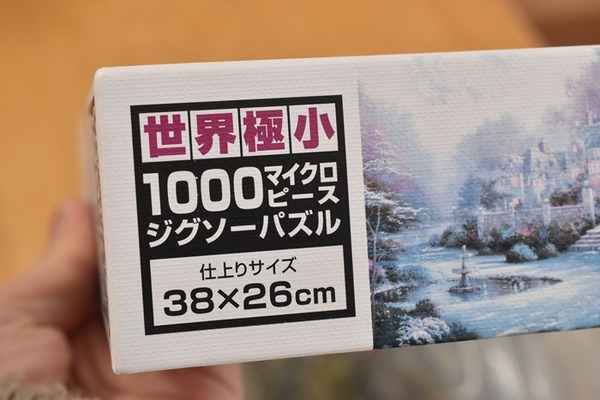 世界極小
1000マイクロピース
ジグソーパズル
仕上りサイズ
38×26cm